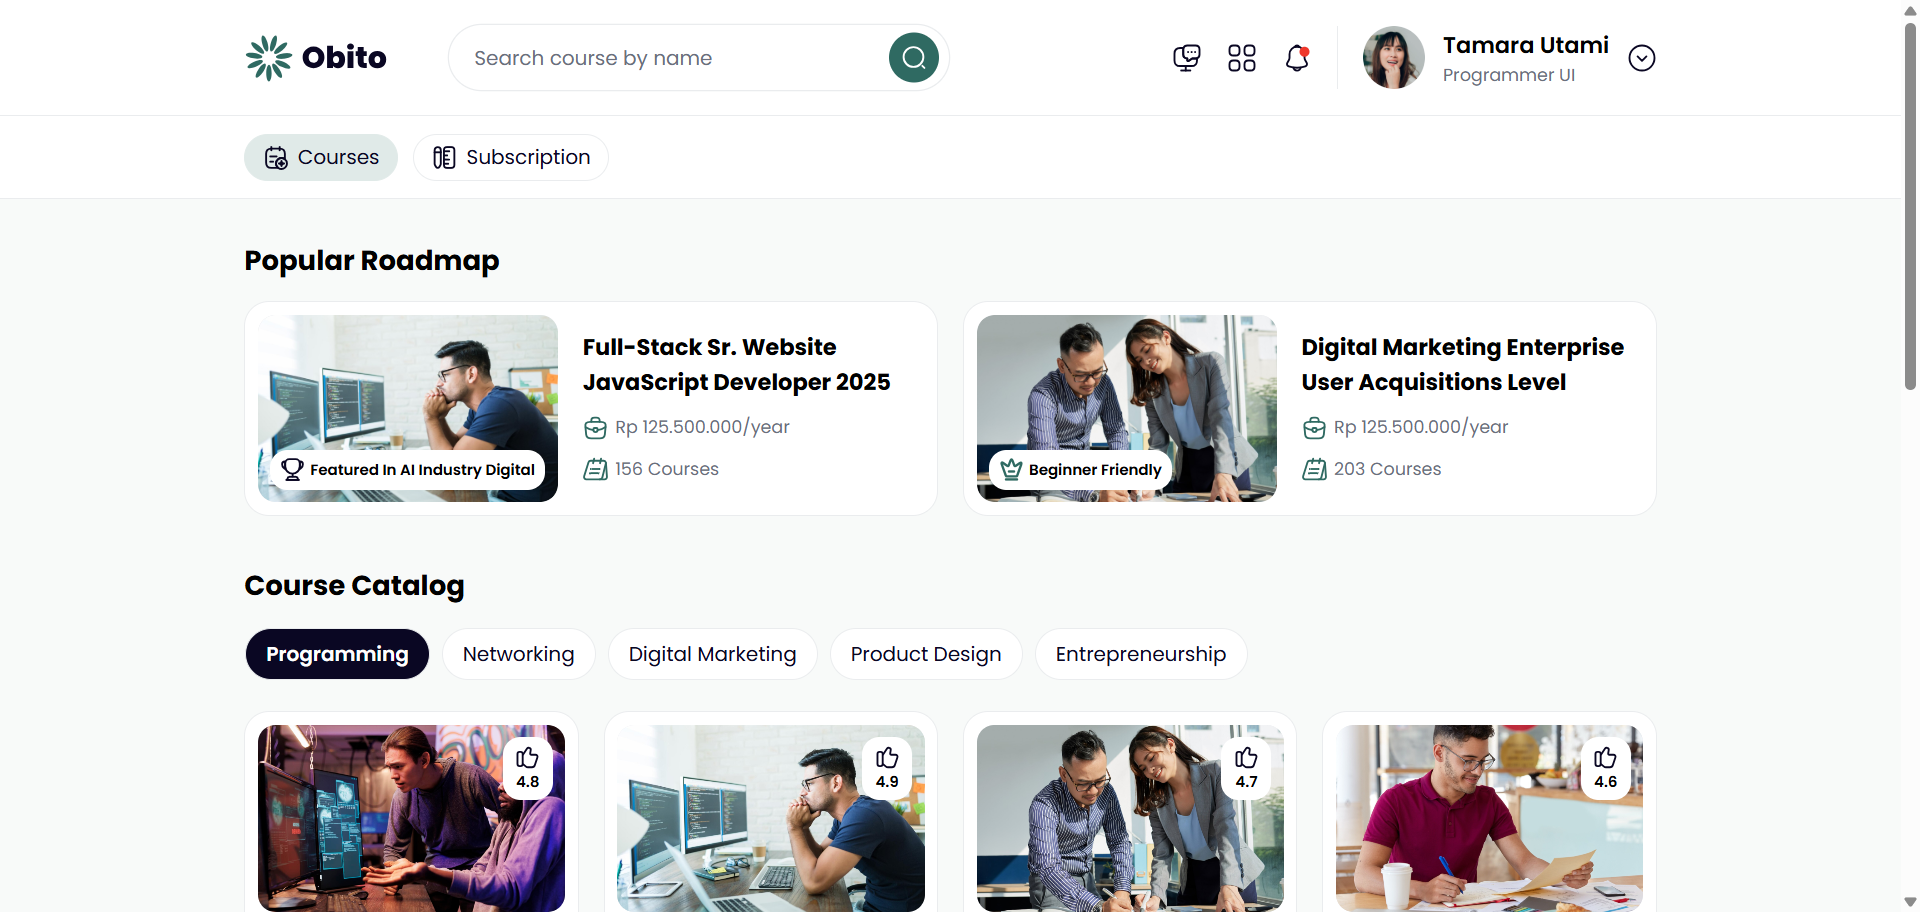 Obito
Search course by name
Tamara Utami
Programmer UI
Courses
Subscription
Popular Roadmap
Full-Stack Sr. Website
JavaScript Developer 2025
Rp 125.500.000/year
156 Courses
Featured In AI Industry Digital
Digital Marketing Enterprise
User Acquisitions Level
Rp 125.500.000/year
203 Courses
Beginner Friendly
Course Catalog
Programming
Networking
Digital Marketing
Product Design
Entrepreneurship
4.8
4.9
4.7
4.6